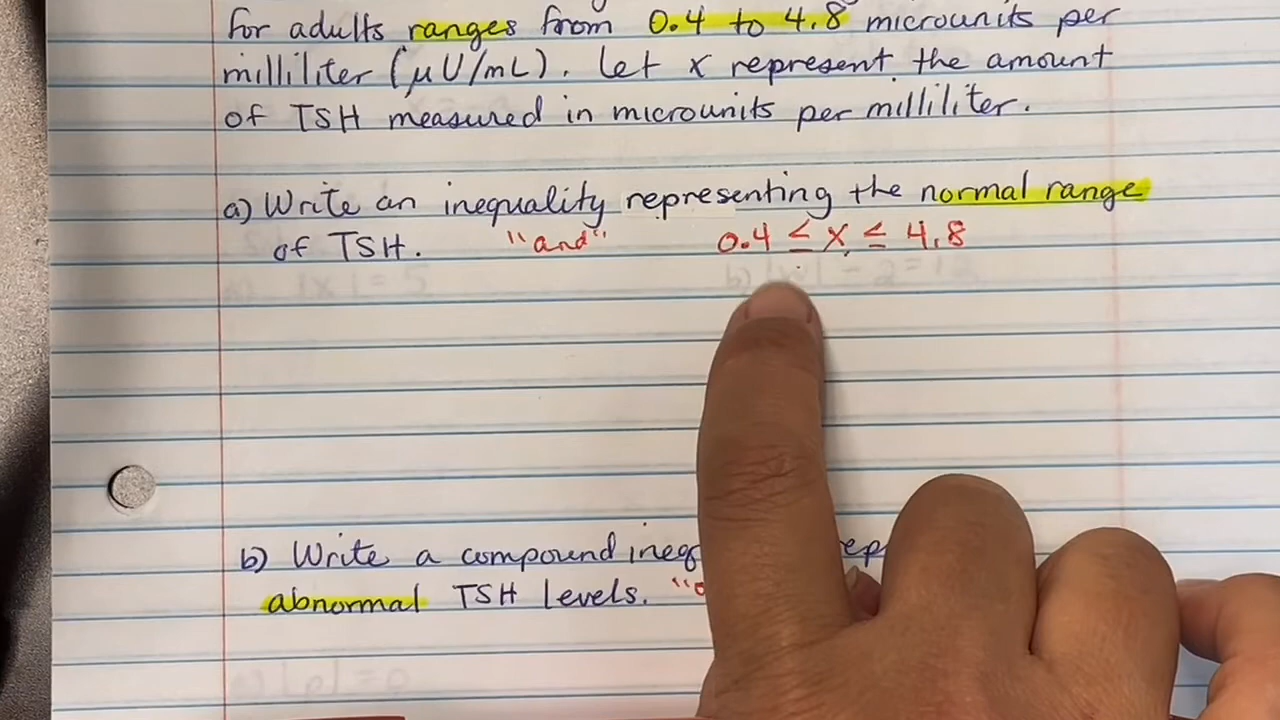 for adults ranges from 0.4 to 4.8 microunits per
milliliter (μU/mL). Let x represent the amount
of TSH measured in microunits per milliliter.
a) Write an inequality representing the normal range
of TSH. "and" 0.4 ≤ x ≤ 4.8
|x| = 5
b) Write a compound
abnormal TSH levels.